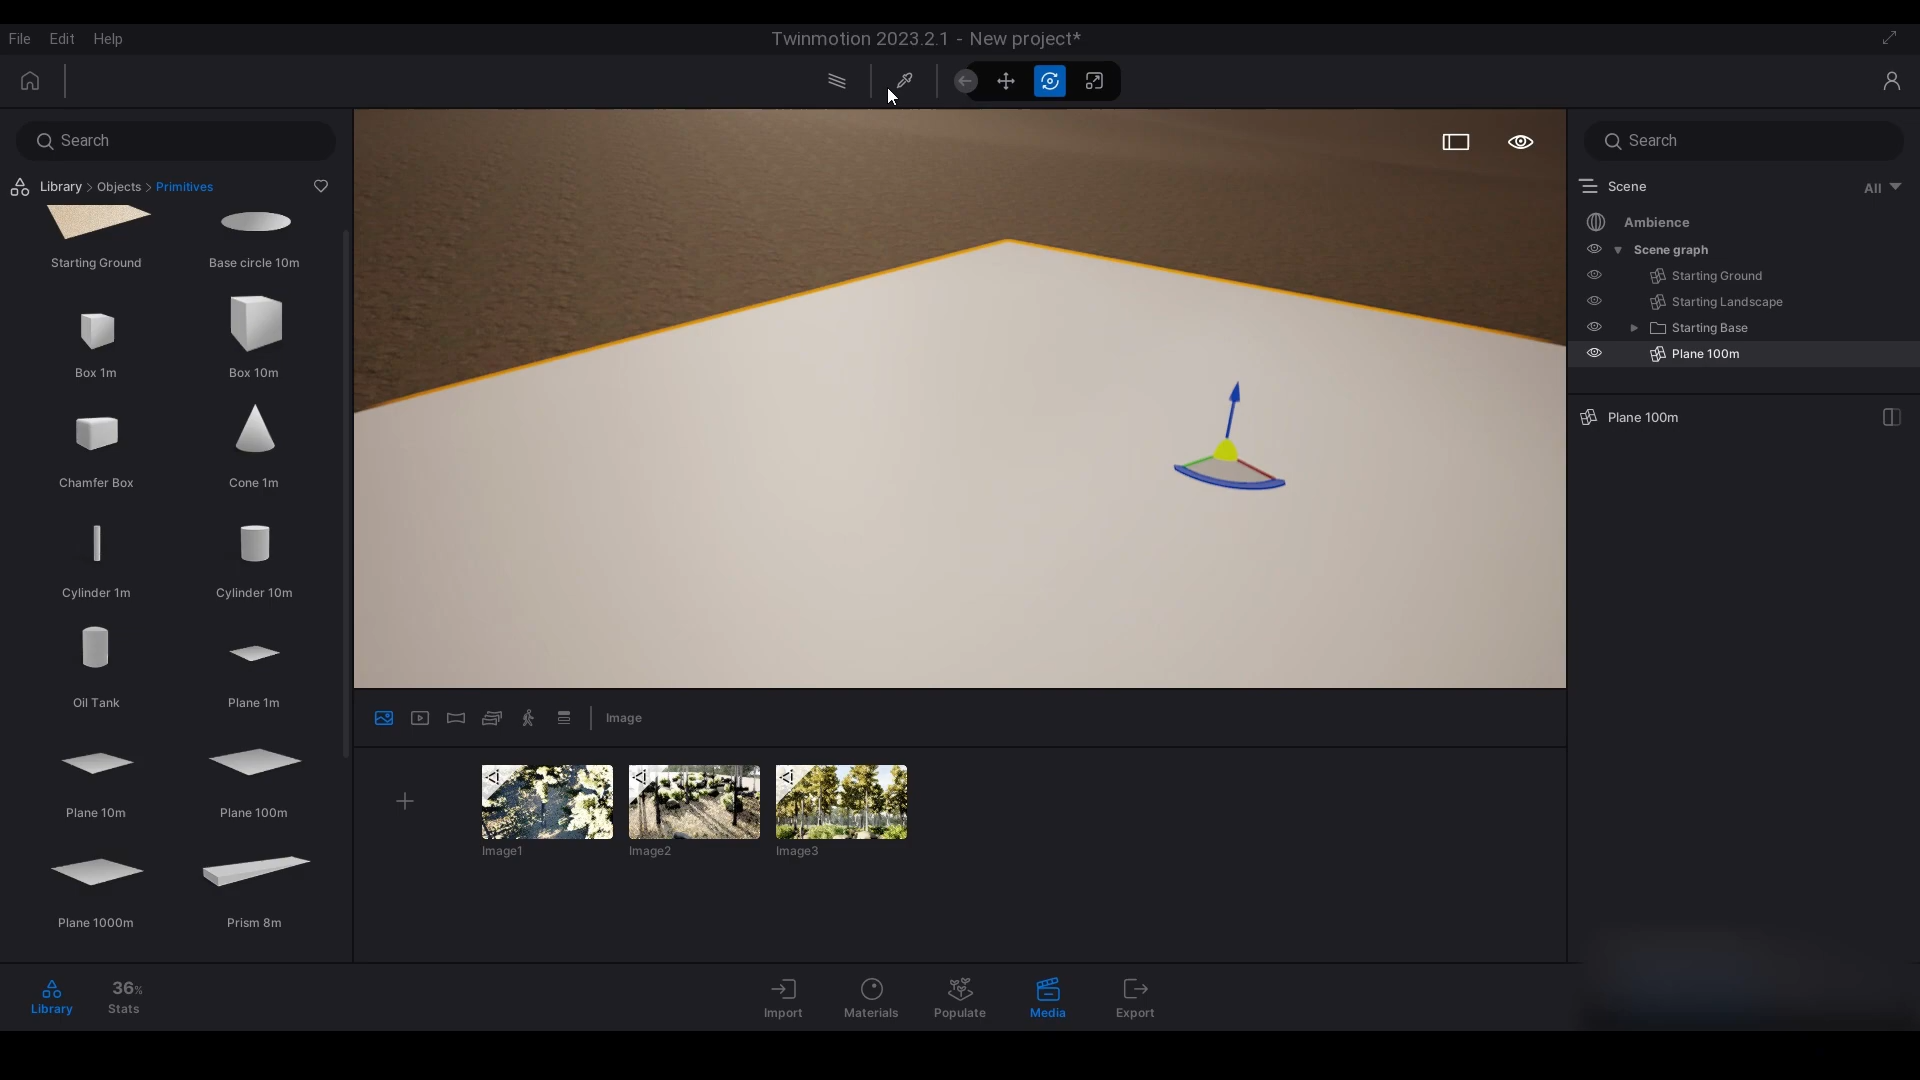 File Edit Help
Twinmotion 2023.2.1 - New project*
Search
Library > Objects > Primitives
Starting Ground
Base circle 10m
Box 1m
Box 10m
Chamfer Box
Cone 1m
Cylinder 1m
Cylinder 10m
Oil Tank
Plane 1m
Plane 10m
Plane 100m
Plane 1000m
Prism 8m
Image
Image1
Image2
Image3
Search
Scene
All
Ambience
Scene graph
Starting Ground
Starting Landscape
Starting Base
Plane 100m
Plane 100m
Library
36%
Stats
Import
Materials
Populate
Media
Export